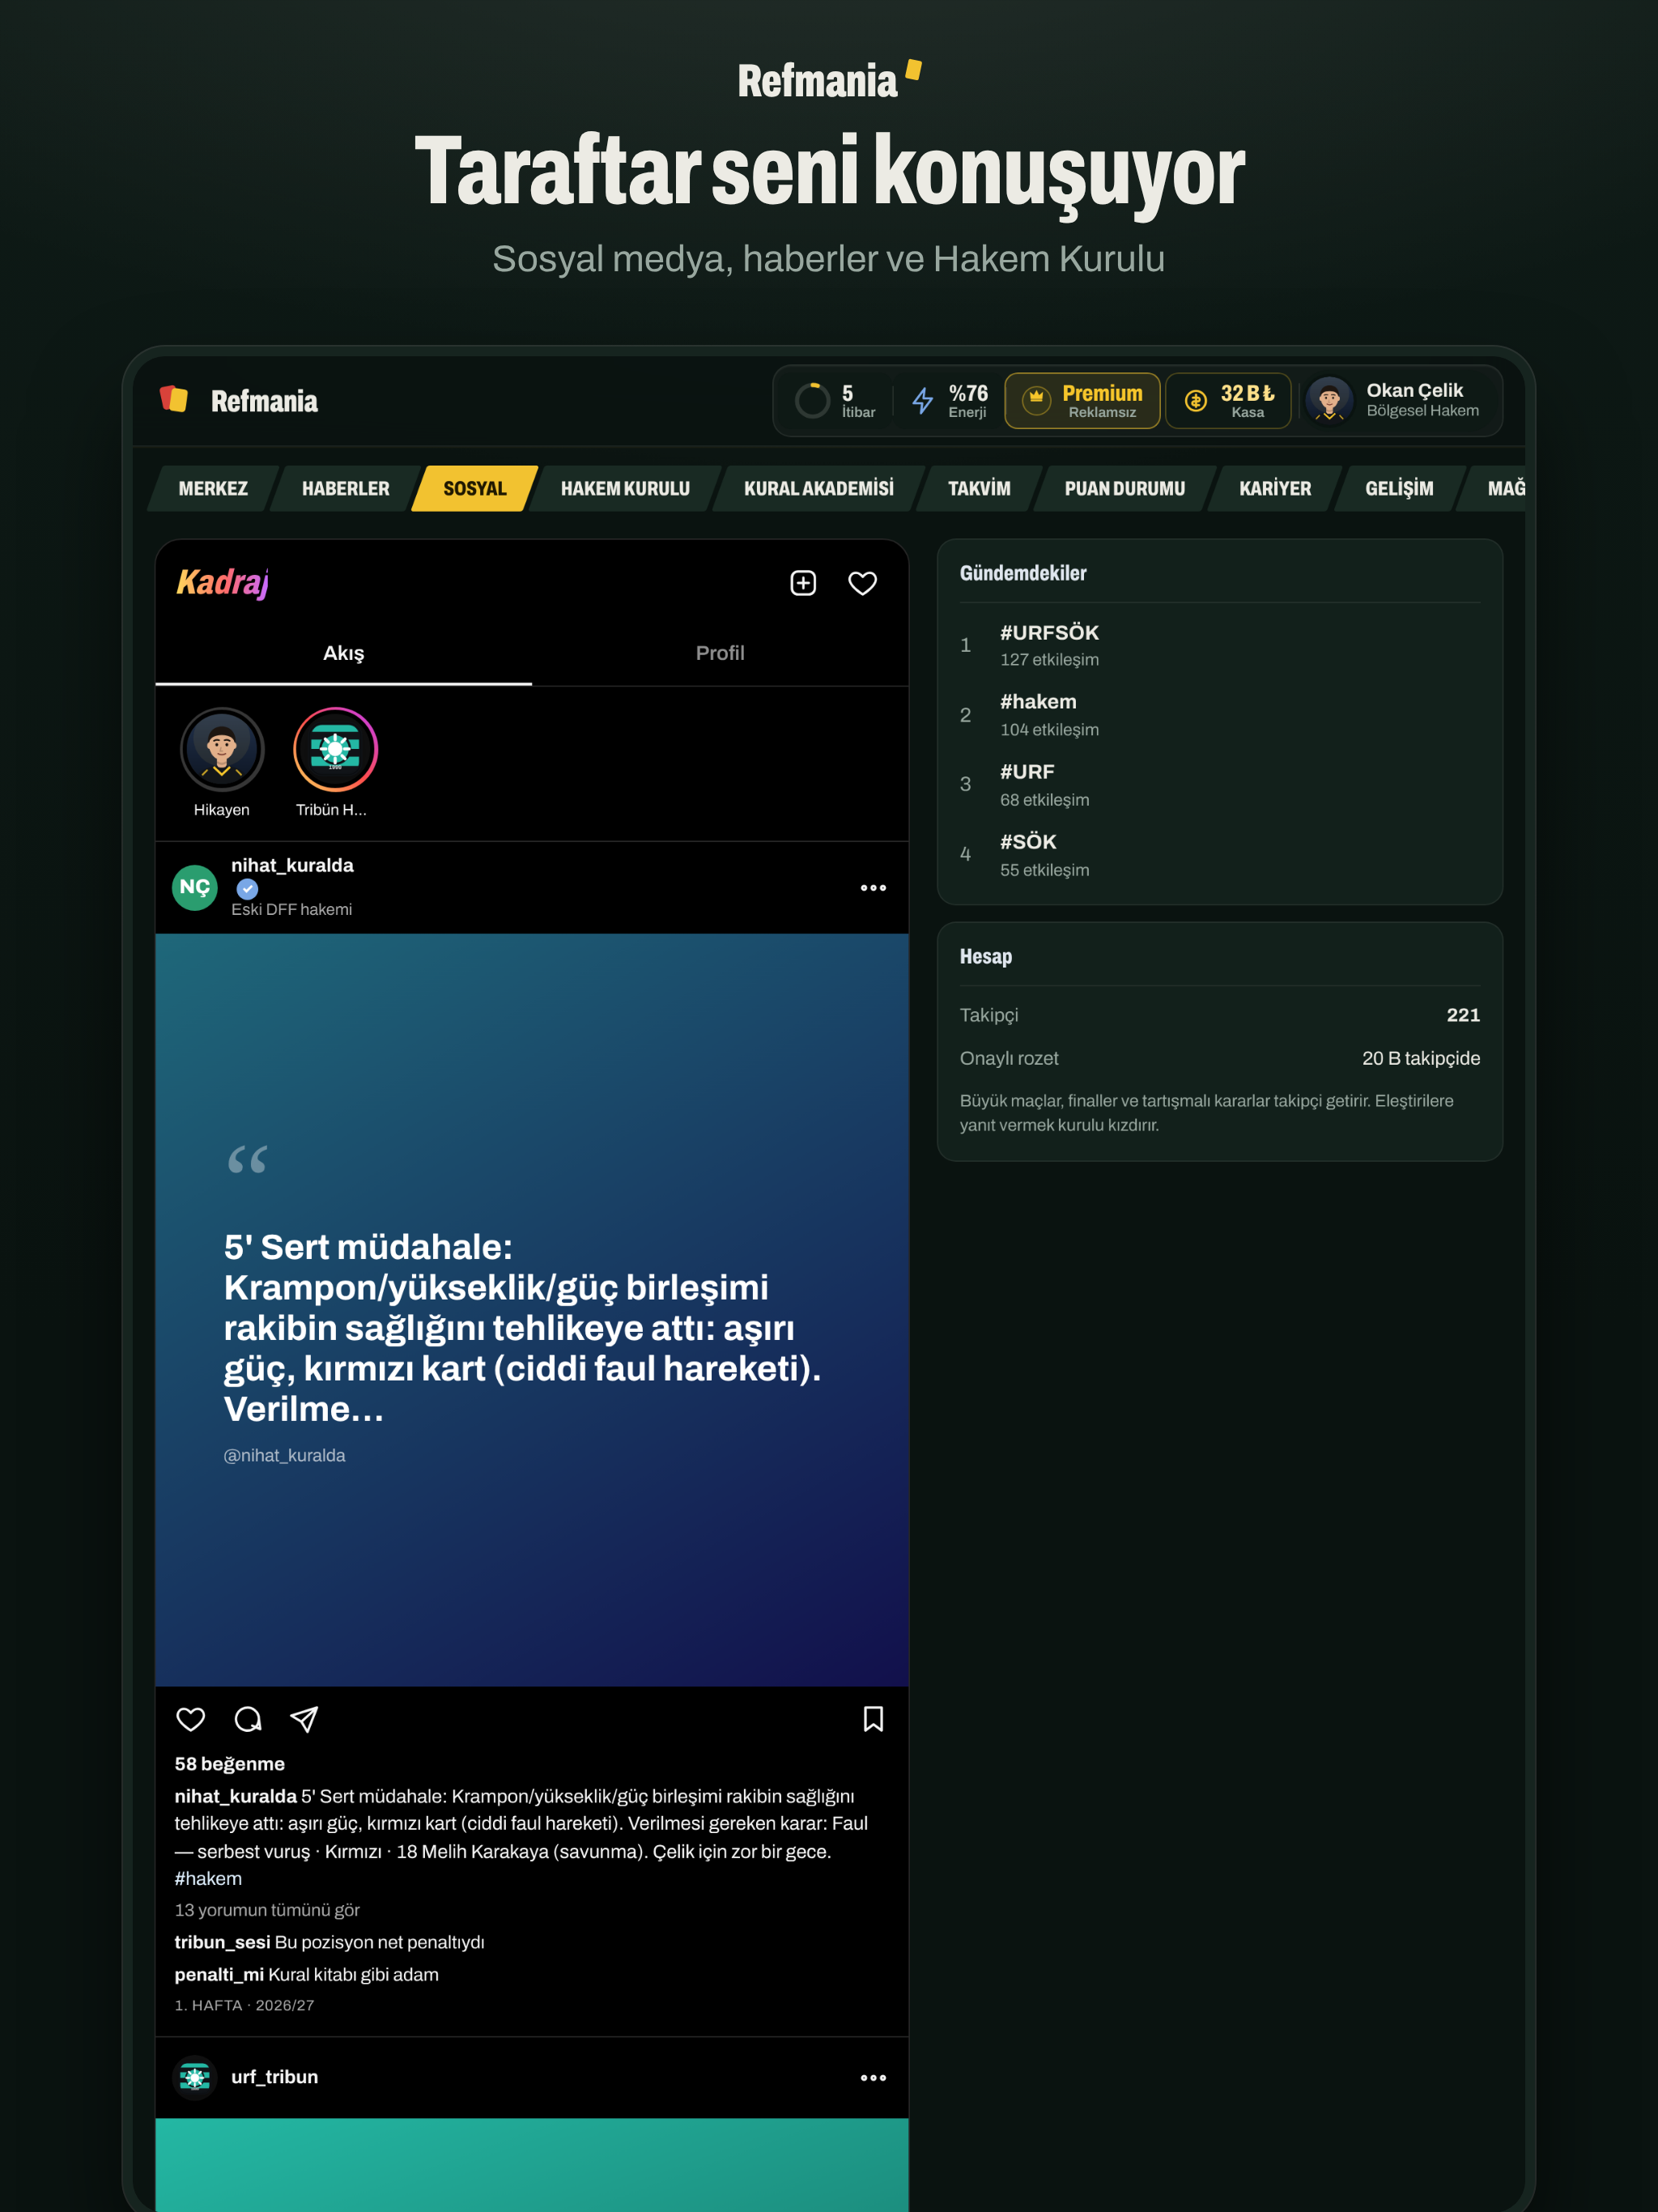 Refmania
Taraftar seni konuşuyor
Sosyal medya, haberler ve Hakem Kurulu
Refmania
5
İtibar
%76
Enerji
Premium
Reklamsız
32 B ₺
Kasa
Okan Çelik
Bölgesel Hakem
MERKEZ
HABERLER
SOSYAL
HAKEM KURULU
KURAL AKADEMİSİ
TAKVİM
PUAN DURUMU
KARİYER
GELİŞİM
MAĞ
Kadraj
Akış
Profil
Hikayen
Tribün H...
nihat_kuralda
NÇ
Eski DFF hakemi
“
5' Sert müdahale:
Krampon/yükseklik/güç birleşimi
rakibin sağlığını tehlikeye attı: aşırı
güç, kırmızı kart (ciddi faul hareketi).
Verilme...
@nihat_kuralda
58 beğenme
nihat_kuralda 5' Sert müdahale: Krampon/yükseklik/güç birleşimi rakibin sağlığını
tehlikeye attı: aşırı güç, kırmızı kart (ciddi faul hareketi). Verilmesi gereken karar: Faul
— serbest vuruş · Kırmızı · 18 Melih Karakaya (savunma). Çelik için zor bir gece.
#hakem
13 yorumun tümünü gör
tribun_sesi Bu pozisyon net penaltıydı
penalti_mi Kural kitabı gibi adam
1. HAFTA · 2026/27
urf_tribun
Gündemdekiler
1
#URFSÖK
127 etkileşim
2
#hakem
104 etkileşim
3
#URF
68 etkileşim
4
#SÖK
55 etkileşim
Hesap
Takipçi
221
Onaylı rozet
20 B takipçide
Büyük maçlar, finaller ve tartışmalı kararlar takipçi getirir. Eleştirilere
yanıt vermek kurulu kızdırır.